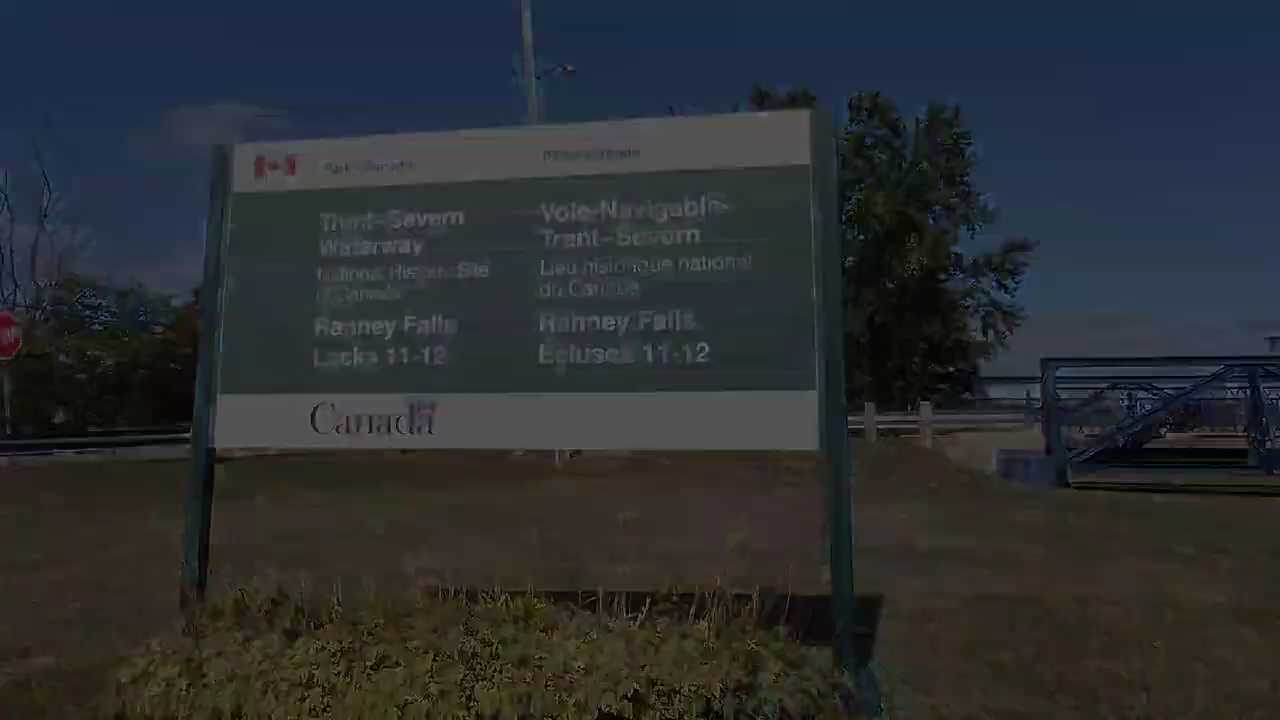 Parks Canada
Parcs Canada
Trent-Severn
Waterway
National Historic Site
of Canada
Ranney Falls
Locks 11-12
Voie-Navigable
Trent-Severn
Lieu historique national
du Canada
Ranney Falls
Écluses 11-12
Canada